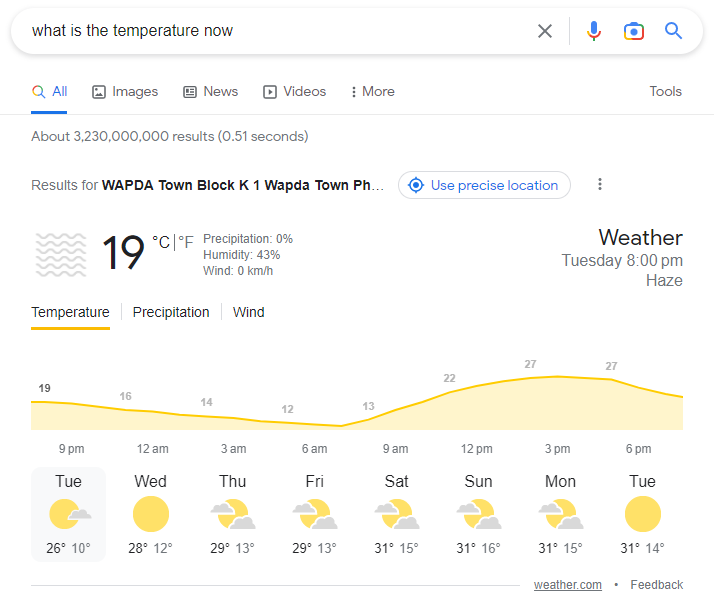 what is the temperature now
All Images News Videos More Tools
About 3,230,000,000 results (0.51 seconds)
Results for WAPDA Town Block K 1 Wapda Town Ph... Use precise location
19 °C | °F
Precipitation: 0%
Humidity: 43%
Wind: 0 km/h
Weather
Tuesday 8:00 pm
Haze
Temperature Precipitation Wind
19 16 14 12 13 22 27 27
9 pm 12 am 3 am 6 am 9 am 12 pm 3 pm 6 pm
Tue Wed Thu Fri Sat Sun Mon Tue
26° 10° 28° 12° 29° 13° 29° 13° 31° 15° 31° 16° 31° 15° 31° 14°
weather.com • Feedback